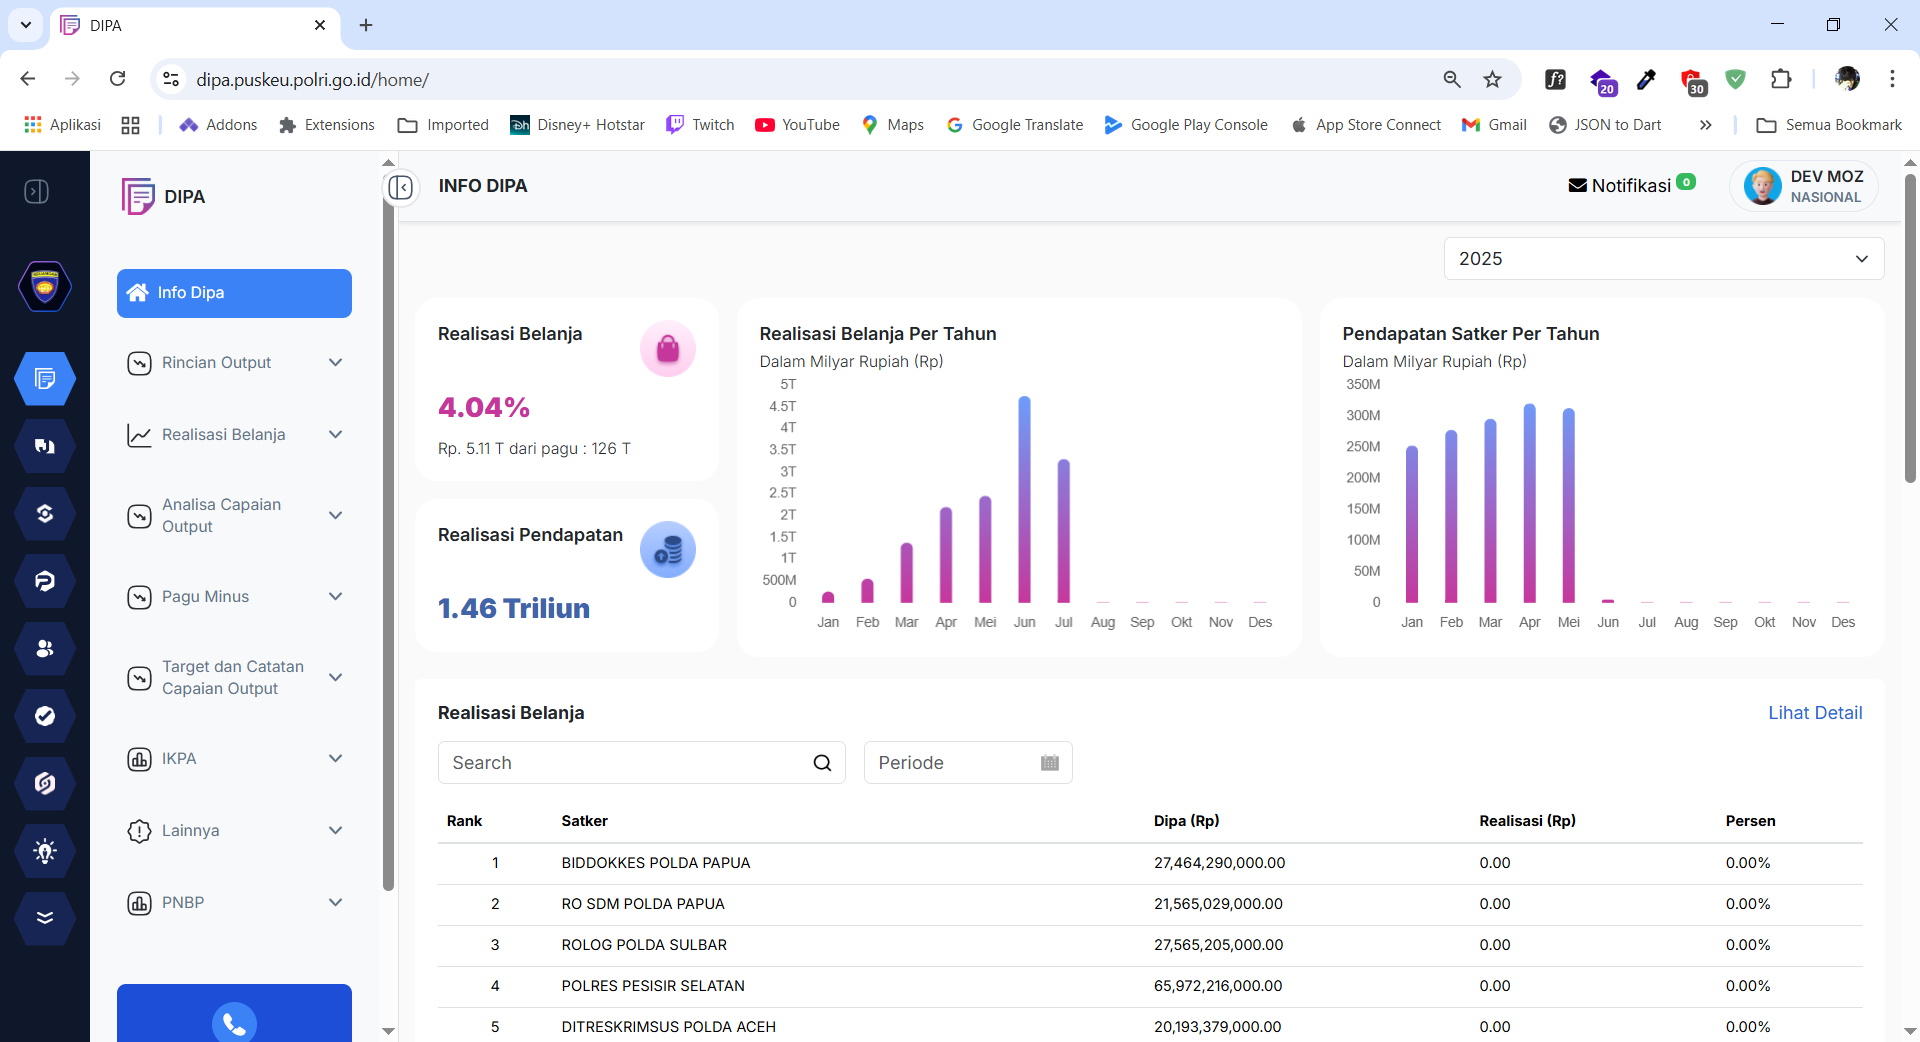 DIPA
dipa.puskeu.polri.go.id/home/
20
30
Aplikasi
Addons
Extensions
Imported
Disney+ Hotstar
Twitch
YouTube
Maps
Google Translate
Google Play Console
App Store Connect
Gmail
JSON to Dart
Semua Bookmark
DIPA
INFO DIPA
Notifikasi 0
DEV MOZ
NASIONAL
Info Dipa
Rincian Output
Realisasi Belanja
Analisa Capaian
Output
Pagu Minus
Target dan Catatan
Capaian Output
IKPA
Lainnya
PNBP
2025
Realisasi Belanja
4.04%
Rp. 5.11 T dari pagu : 126 T
Realisasi Pendapatan
1.46 Triliun
Realisasi Belanja Per Tahun
Dalam Milyar Rupiah (Rp)
5T
4.5T
4T
3.5T
3T
2.5T
2T
1.5T
1T
500M
0
Jan Feb Mar Apr Mei Jun Jul Aug Sep Okt Nov Des
Pendapatan Satker Per Tahun
Dalam Milyar Rupiah (Rp)
350M
300M
250M
200M
150M
100M
50M
0
Jan Feb Mar Apr Mei Jun Jul Aug Sep Okt Nov Des
Realisasi Belanja
Lihat Detail
Search
Periode
Rank Satker Dipa (Rp) Realisasi (Rp) Persen
1 BIDDOKKES POLDA PAPUA 27,464,290,000.00 0.00 0.00%
2 RO SDM POLDA PAPUA 21,565,029,000.00 0.00 0.00%
3 ROLOG POLDA SULBAR 27,565,205,000.00 0.00 0.00%
4 POLRES PESISIR SELATAN 65,972,216,000.00 0.00 0.00%
5 DITRESKRIMSUS POLDA ACEH 20,193,379,000.00 0.00 0.00%